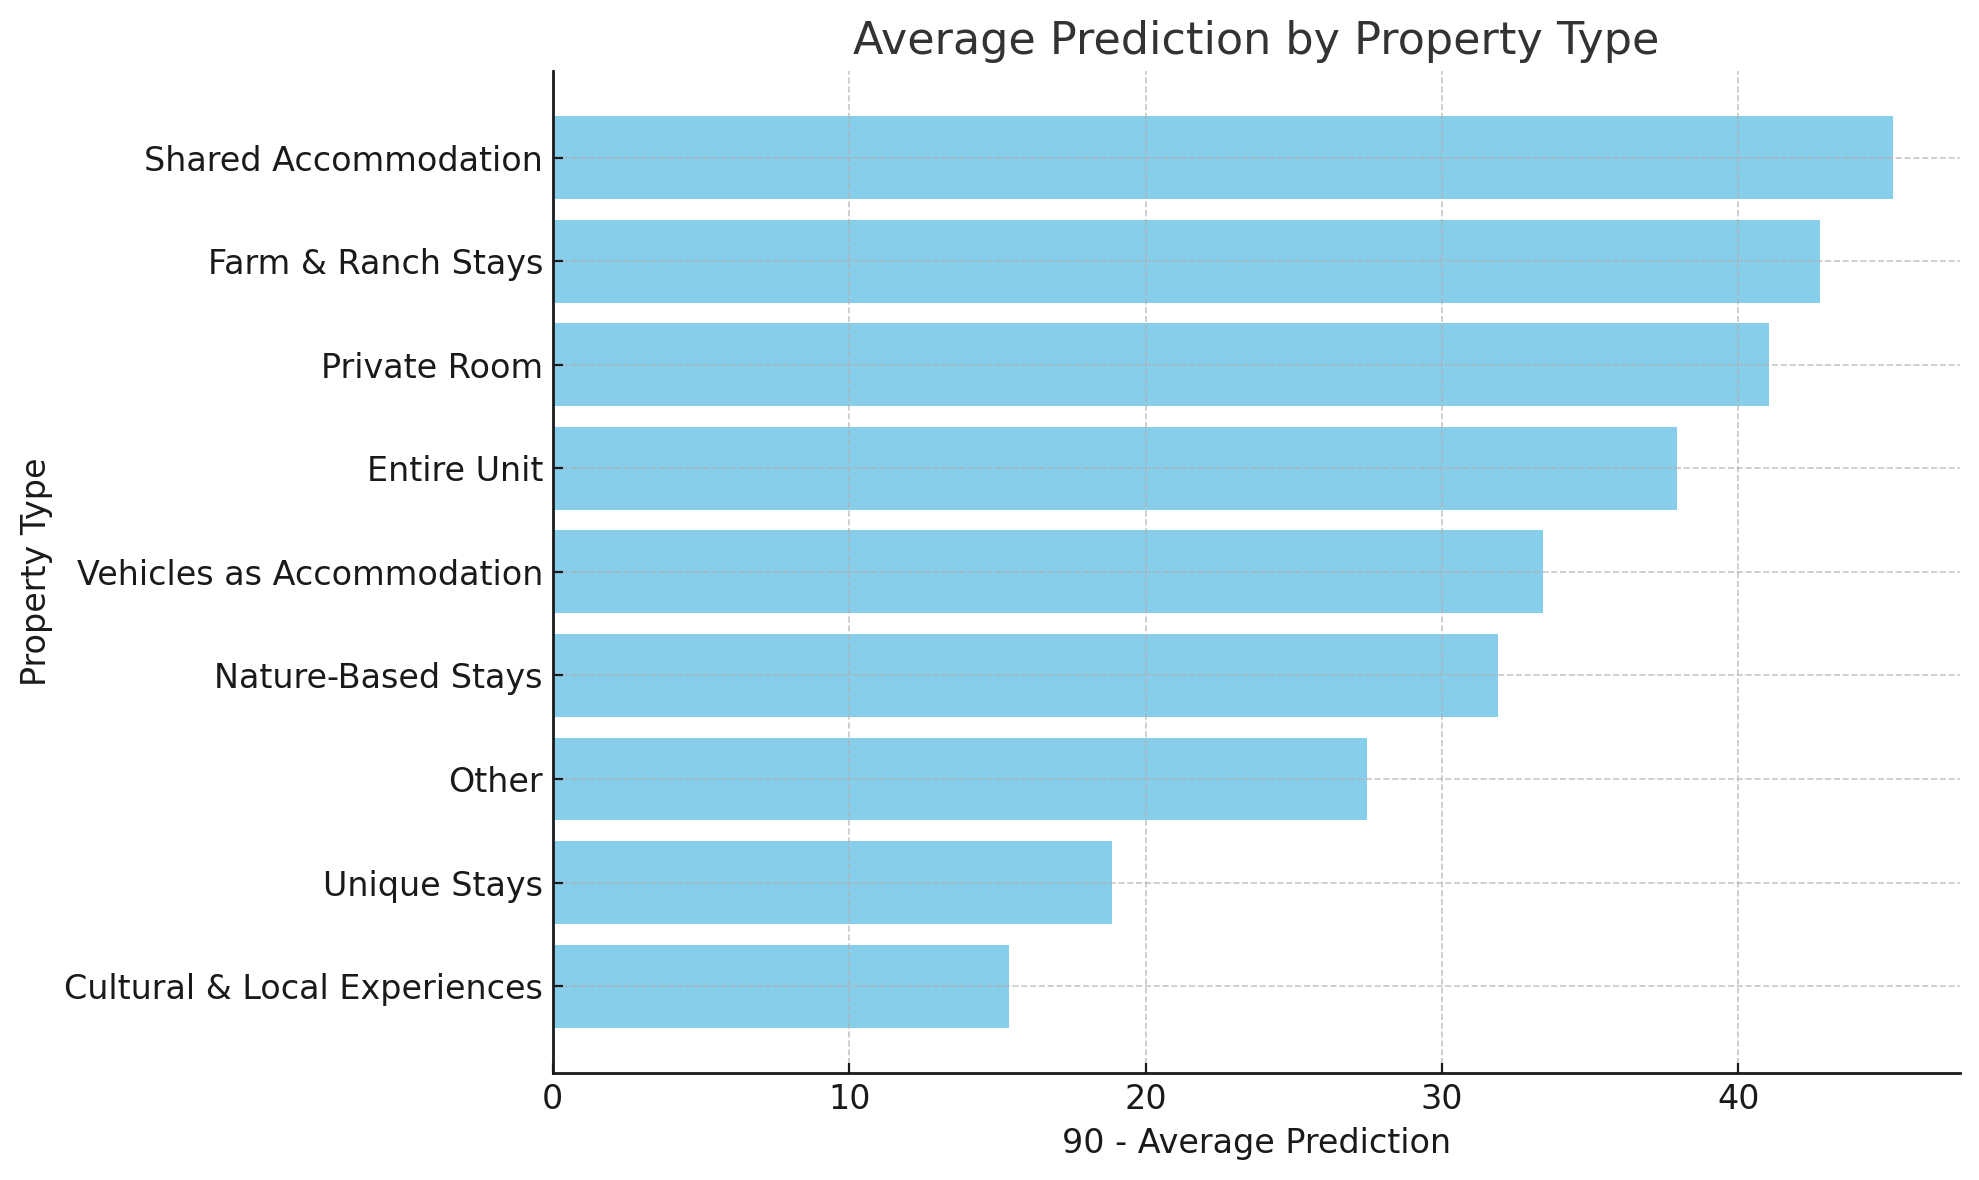 Average Prediction by Property Type
Property Type
Shared Accommodation
Farm & Ranch Stays
Private Room
Entire Unit
Vehicles as Accommodation
Nature-Based Stays
Other
Unique Stays
Cultural & Local Experiences
0 10 20 30 40
90 - Average Prediction